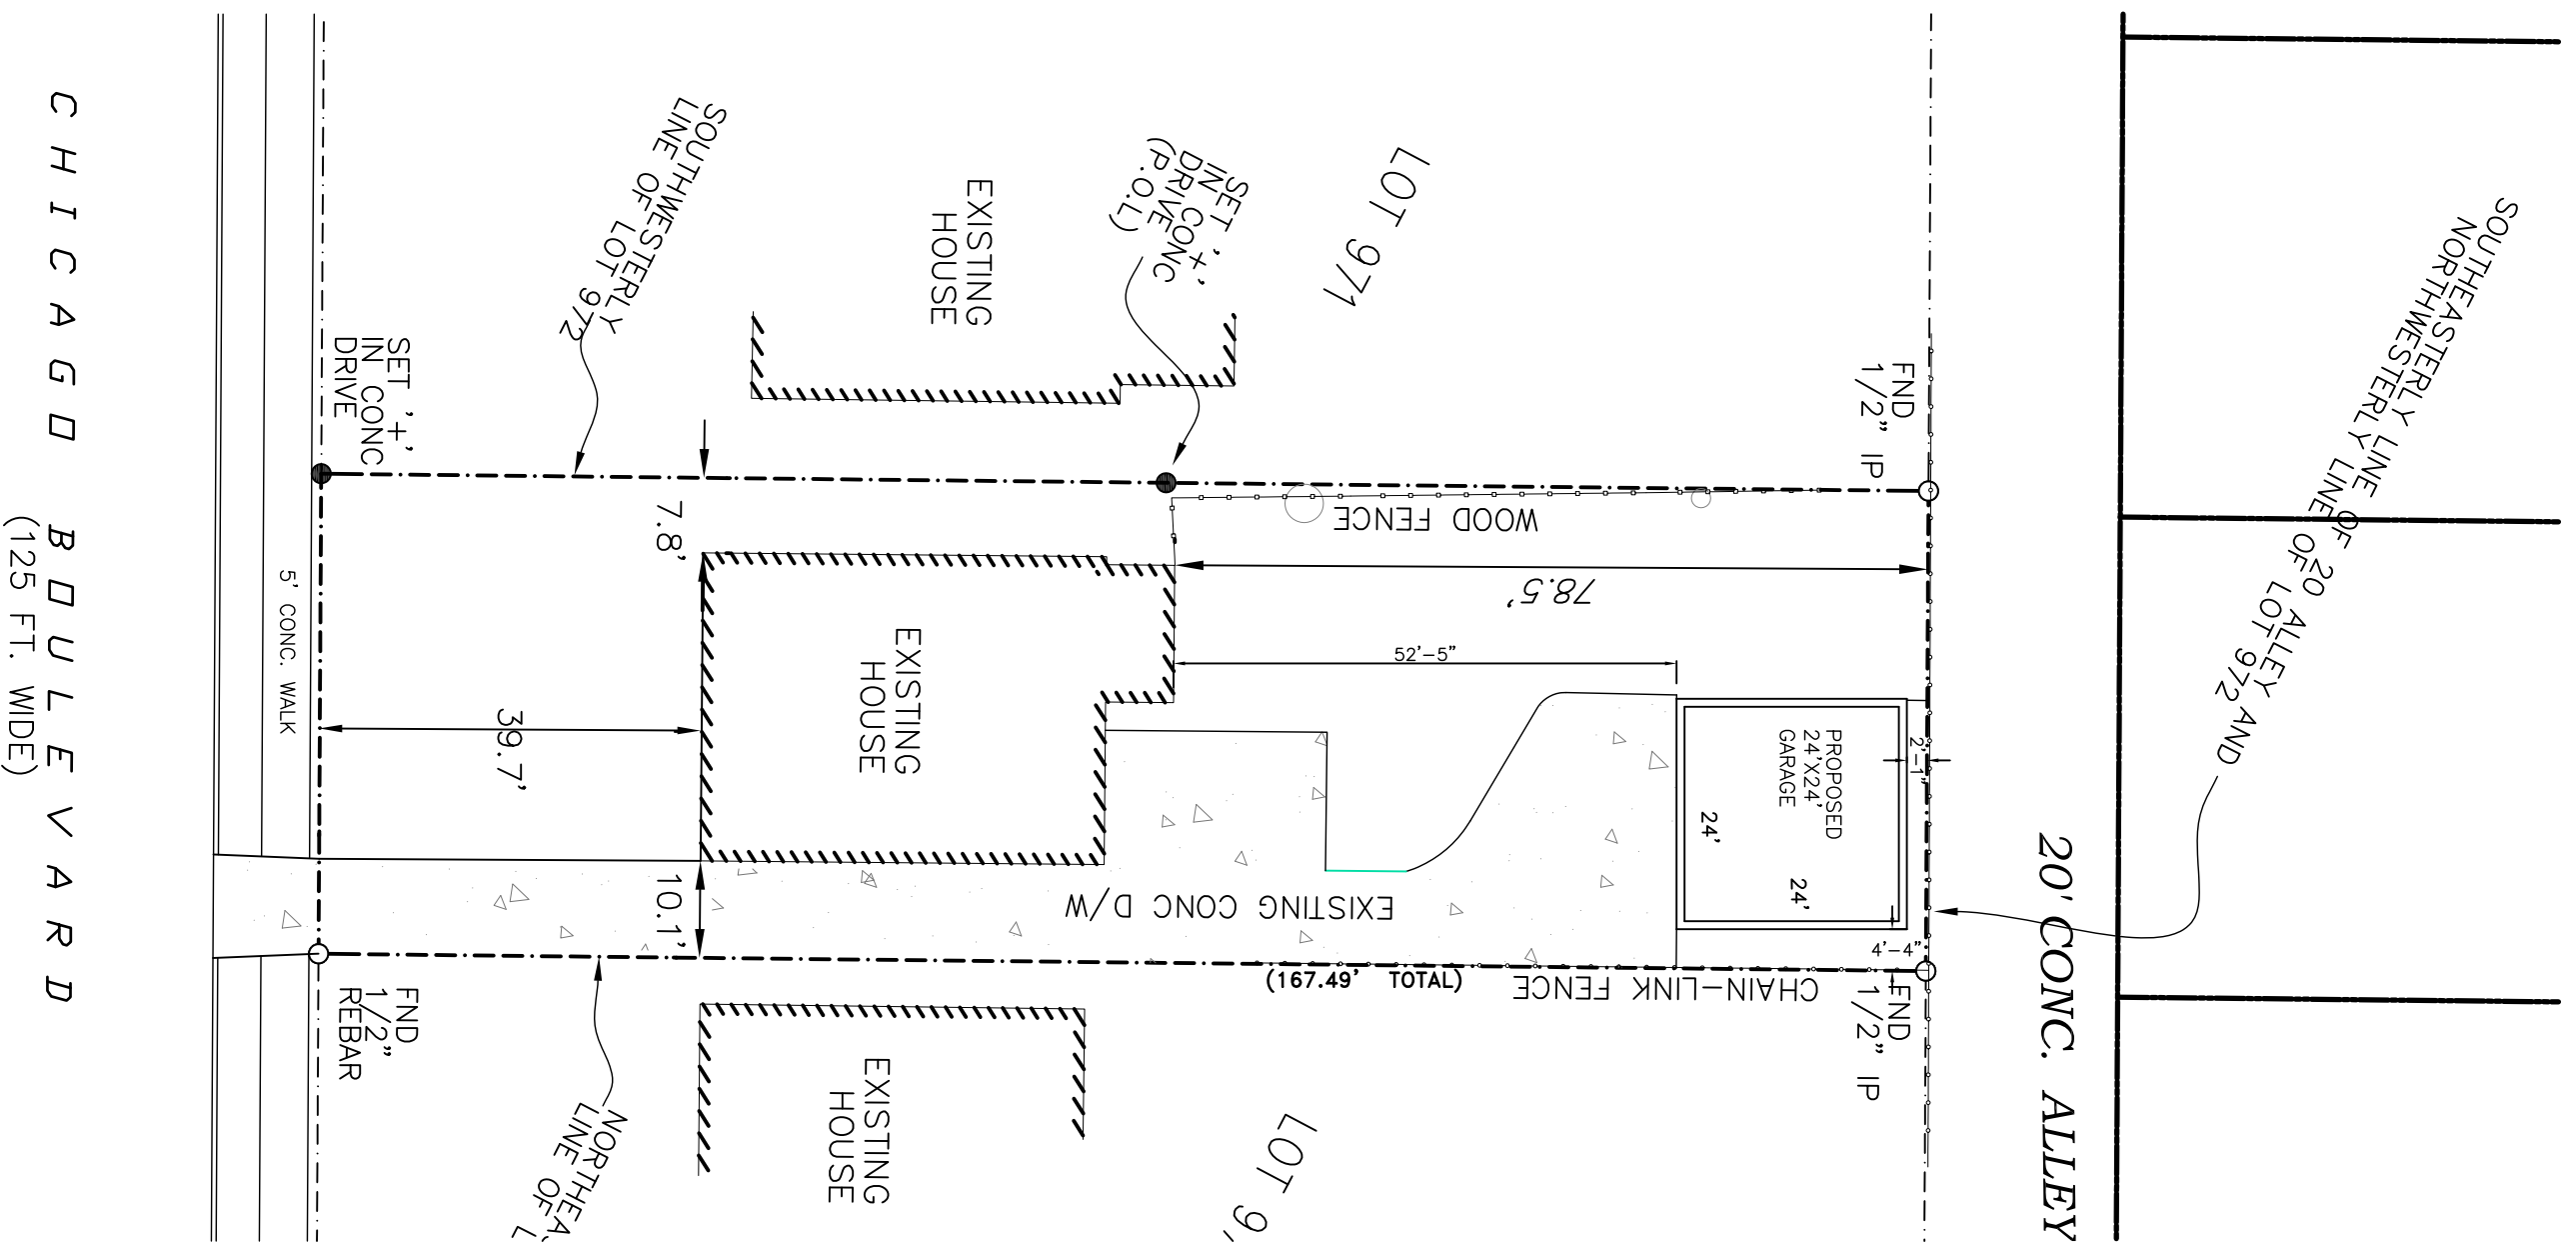 CHICAGO BOULEVARD
(125 FT. WIDE)
5' CONC. WALK
SET '+'
IN CONC
DRIVE
SOUTHWESTERLY
LINE OF LOT 972
EXISTING
HOUSE
SET '+'
IN CONC
DRIVE
(P.O.L)
LOT 971
FND
1/2" IP
SOUTHEASTERLY LINE OF 20 ALLEY AND
NORTHWESTERLY LINE OF LOT 972
WOOD FENCE
7.8'
78.5'
52'-5"
39.7'
EXISTING
HOUSE
PROPOSED
24'X24'
GARAGE
24'
24'
2'-1"
4'-4"
10.1'
EXISTING CONC D/W
(167.49' TOTAL)
CHAIN-LINK FENCE
FND
1/2" IP
FND
1/2"
REBAR
LINE OF
EXISTING
HOUSE
LOT
20' CONC. ALLEY